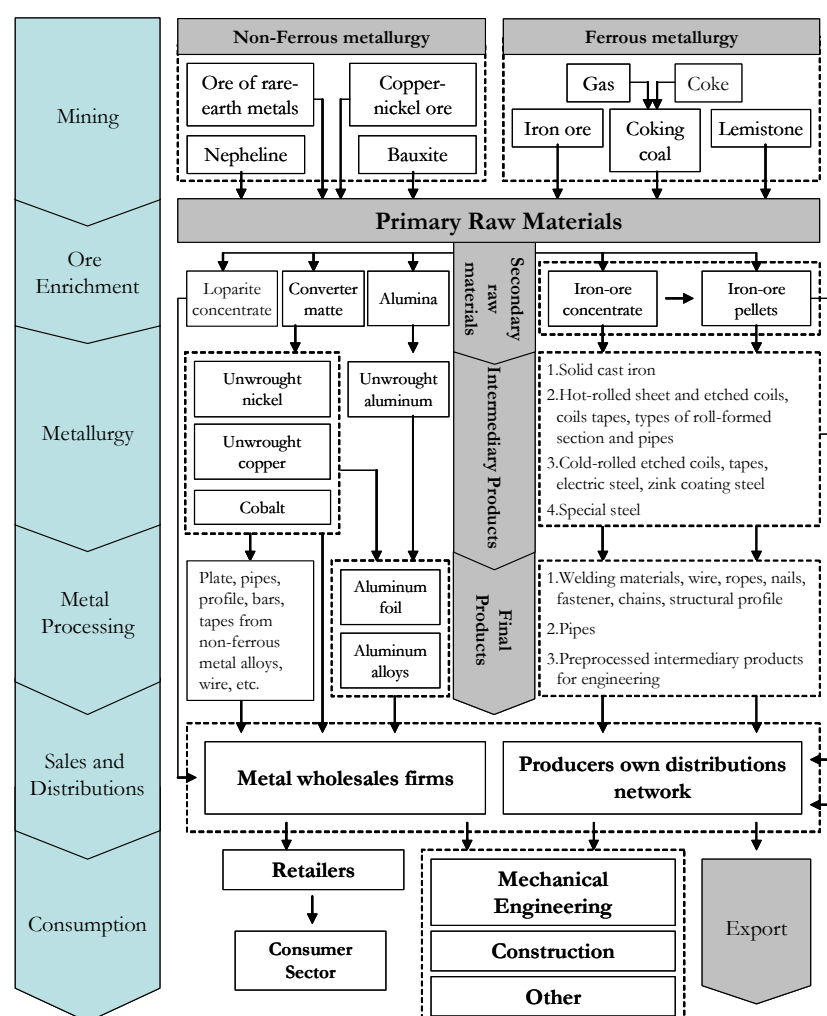 Non-Ferrous metallurgy
Ferrous metallurgy
Mining
Ore of rare-
earth metals
Copper-
nickel ore
Nepheline
Bauxite
Gas
Coke
Iron ore
Coking
coal
Lemistone
Primary Raw Materials
Ore
Enrichment
Loparite
concentrate
Converter
matte
Alumina
Secondary
raw
materials
Iron-ore
concentrate
Iron-ore
pellets
Metallurgy
Unwrought
nickel
Unwrought
copper
Cobalt
Unwrought
aluminum
Intermediary Products
1.Solid cast iron
2.Hot-rolled sheet and etched coils,
coils tapes, types of roll-formed
section and pipes
3.Cold-rolled etched coils, tapes,
electric steel, zink coating steel
4.Special steel
Metal
Processing
Plate, pipes,
profile, bars,
tapes from
non-ferrous
metal alloys,
wire, etc.
Aluminum
foil
Aluminum
alloys
Final
Products
1.Welding materials, wire, ropes, nails,
fastener, chains, structural profile
2.Pipes
3.Preprocessed intermediary products
for engineering
Sales and
Distributions
Metal wholesales firms
Producers own distributions
network
Consumption
Retailers
Consumer
Sector
Mechanical
Engineering
Construction
Other
Export